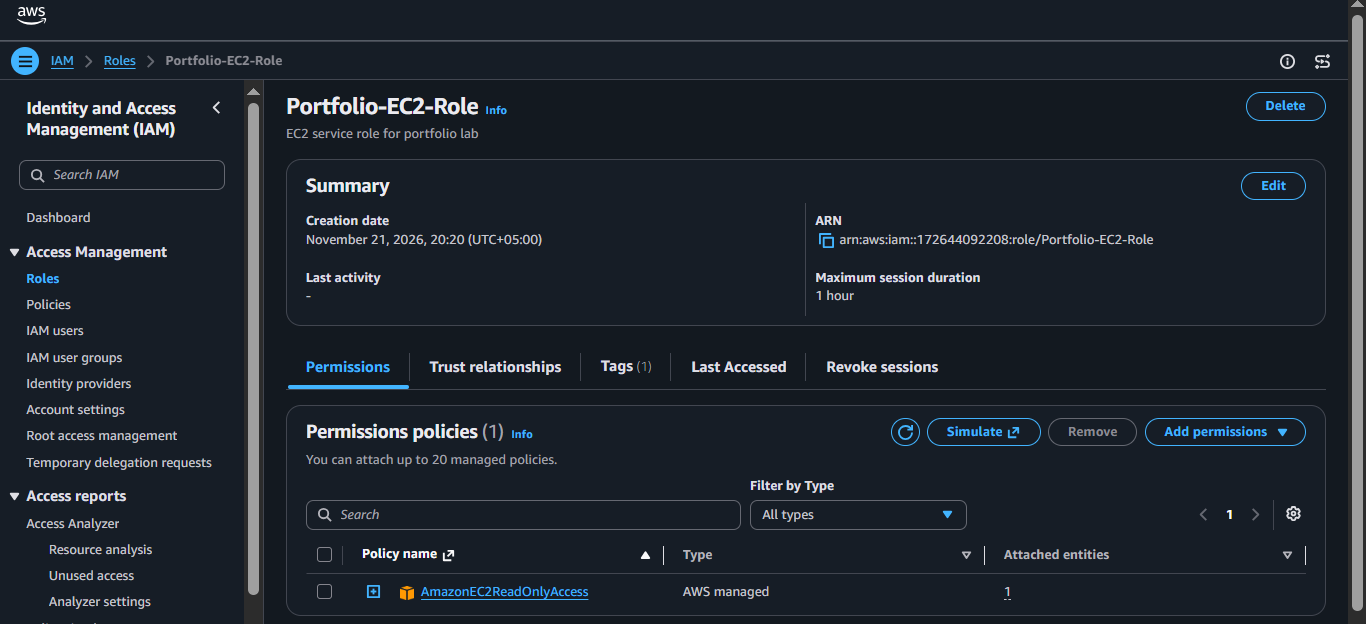 aws
IAM > Roles > Portfolio-EC2-Role
Identity and Access
Management (IAM)
Search IAM
Dashboard
Access Management
Roles
Policies
IAM users
IAM user groups
Identity providers
Account settings
Root access management
Temporary delegation requests
Access reports
Access Analyzer
Resource analysis
Unused access
Analyzer settings
Portfolio-EC2-Role Info
Delete
EC2 service role for portfolio lab
Summary
Edit
Creation date
November 21, 2026, 20:20 (UTC+05:00)
ARN
arn:aws:iam::172644092208:role/Portfolio-EC2-Role
Last activity
-
Maximum session duration
1 hour
Permissions Trust relationships Tags (1) Last Accessed Revoke sessions
Permissions policies (1) Info
Simulate Remove Add permissions
You can attach up to 20 managed policies.
Filter by Type
Search All types 1
Policy name Type Attached entities
AmazonEC2ReadOnlyAccess AWS managed 1